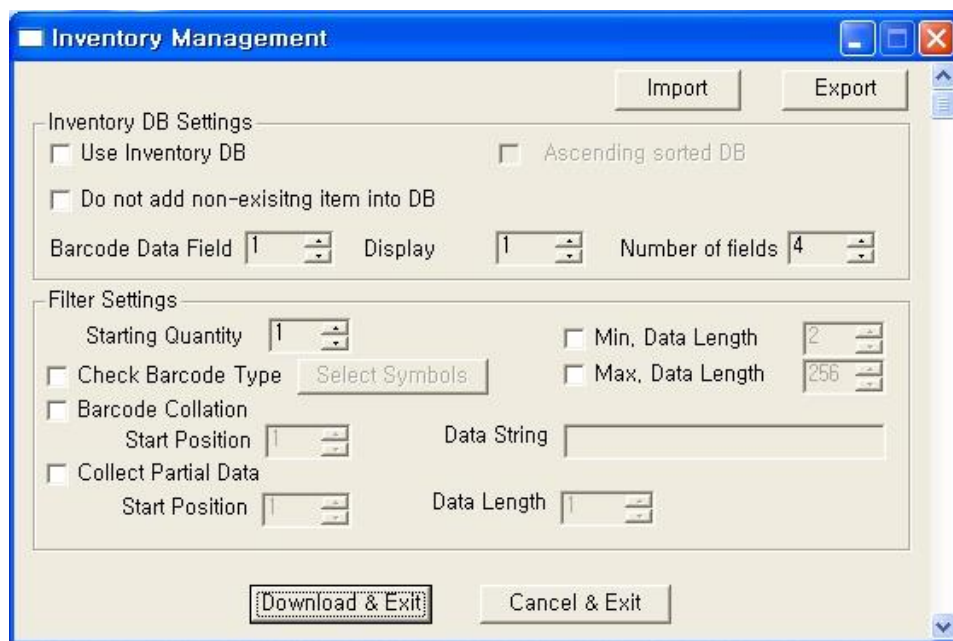 Inventory Management
Import Export
Inventory DB Settings
Use Inventory DB Ascending sorted DB
Do not add non-exisitng item into DB
Barcode Data Field 1 Display 1 Number of fields 4
Filter Settings
Starting Quantity 1 Min, Data Length 2
Check Barcode Type Select Symbols Max, Data Length 256
Barcode Collation
Start Position 1 Data String
Collect Partial Data
Start Position 1 Data Length 1
Download & Exit Cancel & Exit